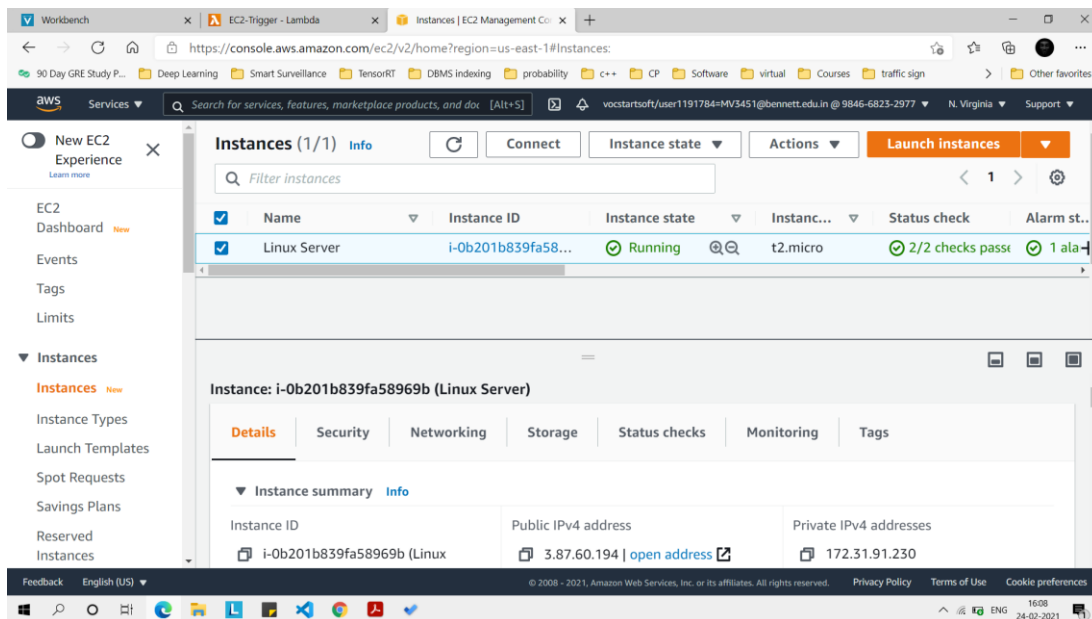 Workbench
EC2-Trigger - Lambda
Instances | EC2 Management Co
https://console.aws.amazon.com/ec2/v2/home?region=us-east-1#Instances:
90 Day GRE Study P... Deep Learning Smart Surveillance TensorRT DBMS indexing probability c++ CP Software virtual Courses traffic sign Other favorites
aws Services Search for services, features, marketplace products, and doc [Alt+S] vocstartsoft/user1191784=MV3451@bennett.edu.in @ 9846-6823-2977 N. Virginia Support
New EC2
Experience
Learn more
EC2
Dashboard New
Events
Tags
Limits
Instances
Instances New
Instance Types
Launch Templates
Spot Requests
Savings Plans
Reserved
Instances
Instances (1/1) Info
Connect
Instance state
Actions
Launch instances
Filter instances
1
Name Instance ID Instance state Instanc... Status check Alarm st...
Linux Server i-0b201b839fa58... Running t2.micro 2/2 checks passe 1 ala
Instance: i-0b201b839fa58969b (Linux Server)
Details Security Networking Storage Status checks Monitoring Tags
Instance summary Info
Instance ID Public IPv4 address Private IPv4 addresses
i-0b201b839fa58969b (Linux 3.87.60.194 | open address 172.31.91.230
Feedback English (US) © 2008 - 2021, Amazon Web Services, Inc. or its affiliates. All rights reserved. Privacy Policy Terms of Use Cookie preferences
ENG
16:08
24-02-2021